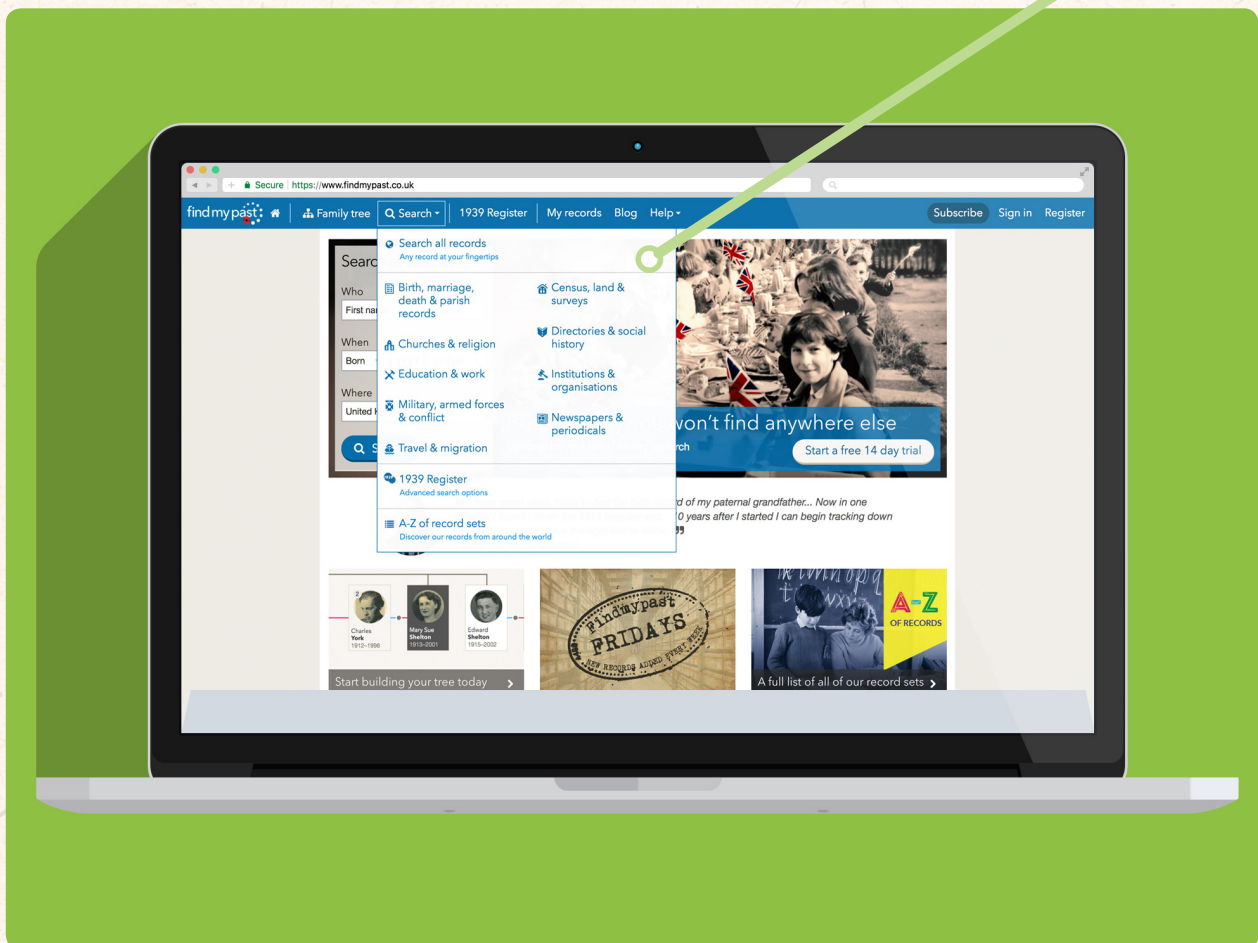 Secure https://www.findmypast.co.uk
findmypast
Family tree
Search
1939 Register
My records
Blog
Help
Subscribe
Sign in
Register
Search all records
Any record at your fingertips
Birth, marriage,
death & parish
records
Churches & religion
Education & work
Military, armed forces
& conflict
Travel & migration
Census, land &
surveys
Directories & social
history
Institutions &
organisations
Newspapers &
periodicals
1939 Register
Advanced search options
A-Z of record sets
Discover our records from around the world
Searc
Who
First na
When
Born
Where
United
S
won't find anywhere else
rch
Start a free 14 day trial
d of my paternal grandfather... Now in one
0 years after I started I can begin tracking down
2
Charles
York
1912–1998
Mary Sue
Shelton
1913–2001
Edward
Shelton
1915–2002
Start building your tree today
Findmypast
FRIDAYS
NEW RECORDS ADDED EVERY WEEK
A-Z
OF RECORDS
A full list of all of our record sets